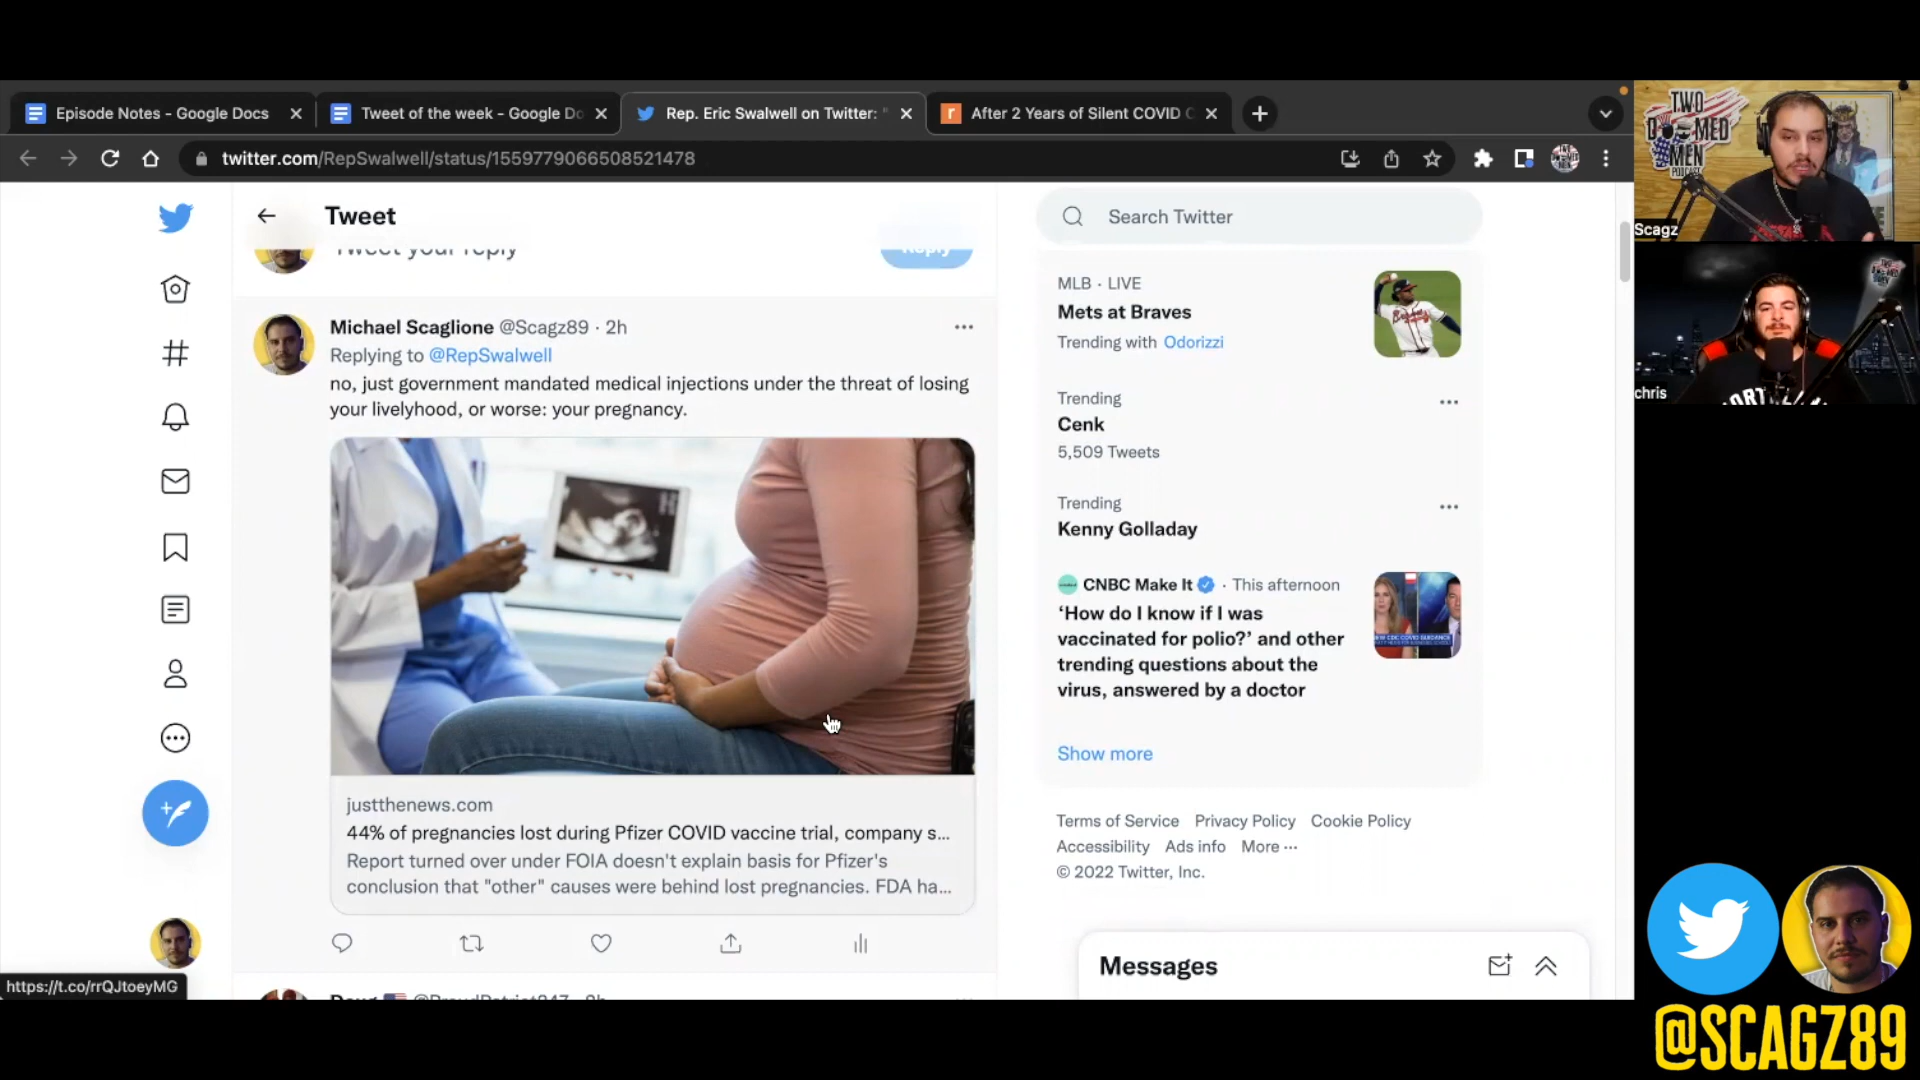 Episode Notes - Google Docs
Tweet of the week - Google Do
Rep. Eric Swalwell on Twitter: "
After 2 Years of Silent COVID C
twitter.com/RepSwalwell/status/1559779066508521478
Tweet
Tweet your reply
Reply
Michael Scaglione @Scagz89 · 2h
Replying to @RepSwalwell
no, just government mandated medical injections under the threat of losing
your livelyhood, or worse: your pregnancy.
justthenews.com
44% of pregnancies lost during Pfizer COVID vaccine trial, company s...
Report turned over under FOIA doesn't explain basis for Pfizer's
conclusion that "other" causes were behind lost pregnancies. FDA ha...
https://t.co/rrQJtoeyMG
Search Twitter
MLB · LIVE
Mets at Braves
Trending with Odorizzi
Braves
Trending
Cenk
5,509 Tweets
Trending
Kenny Golladay
CNBC Make It · This afternoon
‘How do I know if I was
vaccinated for polio?’ and other
trending questions about the
virus, answered by a doctor
Show more
Terms of Service Privacy Policy Cookie Policy
Accessibility Ads info More ···
© 2022 Twitter, Inc.
Messages
TWO
DOOMED
MEN
PODCAST
Scagz
chris
@SCAGZ89